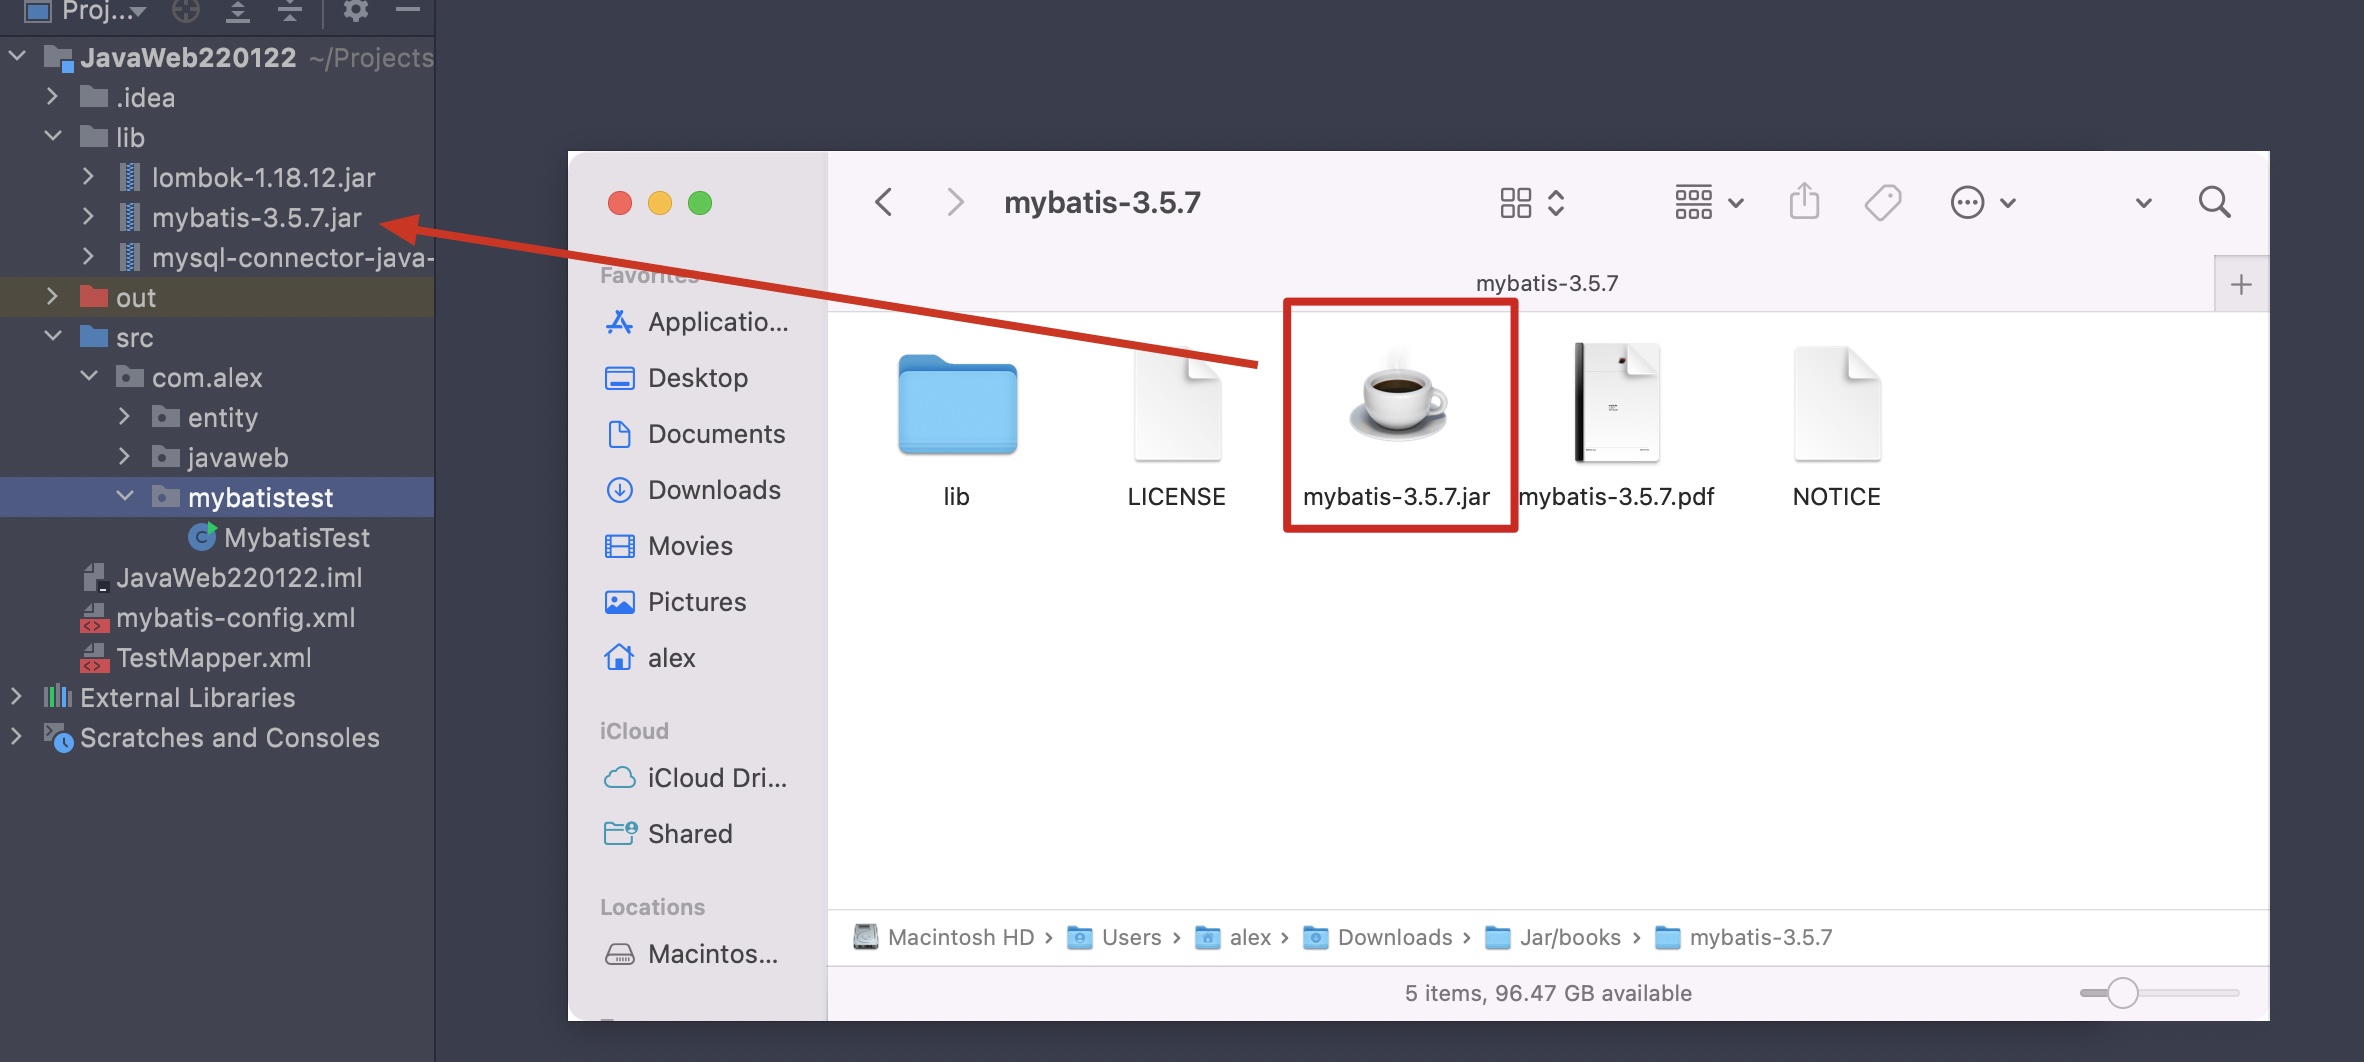 Proj...
JavaWeb220122 ~/Projects
.idea
lib
lombok-1.18.12.jar
mybatis-3.5.7.jar
mysql-connector-java-
out
src
com.alex
entity
javaweb
mybatistest
MybatisTest
JavaWeb220122.iml
mybatis-config.xml
TestMapper.xml
External Libraries
Scratches and Consoles
mybatis-3.5.7
mybatis-3.5.7
Favorites
Applicatio...
Desktop
Documents
Downloads
Movies
Pictures
alex
iCloud
iCloud Dri...
Shared
Locations
Macintos...
lib
LICENSE
mybatis-3.5.7.jar
mybatis-3.5.7.pdf
NOTICE
Macintosh HD › Users › alex › Downloads › Jar/books › mybatis-3.5.7
5 items, 96.47 GB available